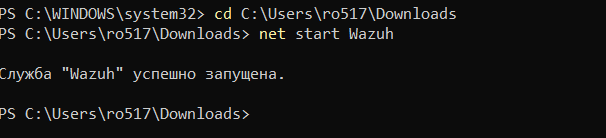 PS C:\WINDOWS\system32> cd C:\Users\ro517\Downloads
PS C:\Users\ro517\Downloads> net start Wazuh
Служба "Wazuh" успешно запущена.
PS C:\Users\ro517\Downloads>